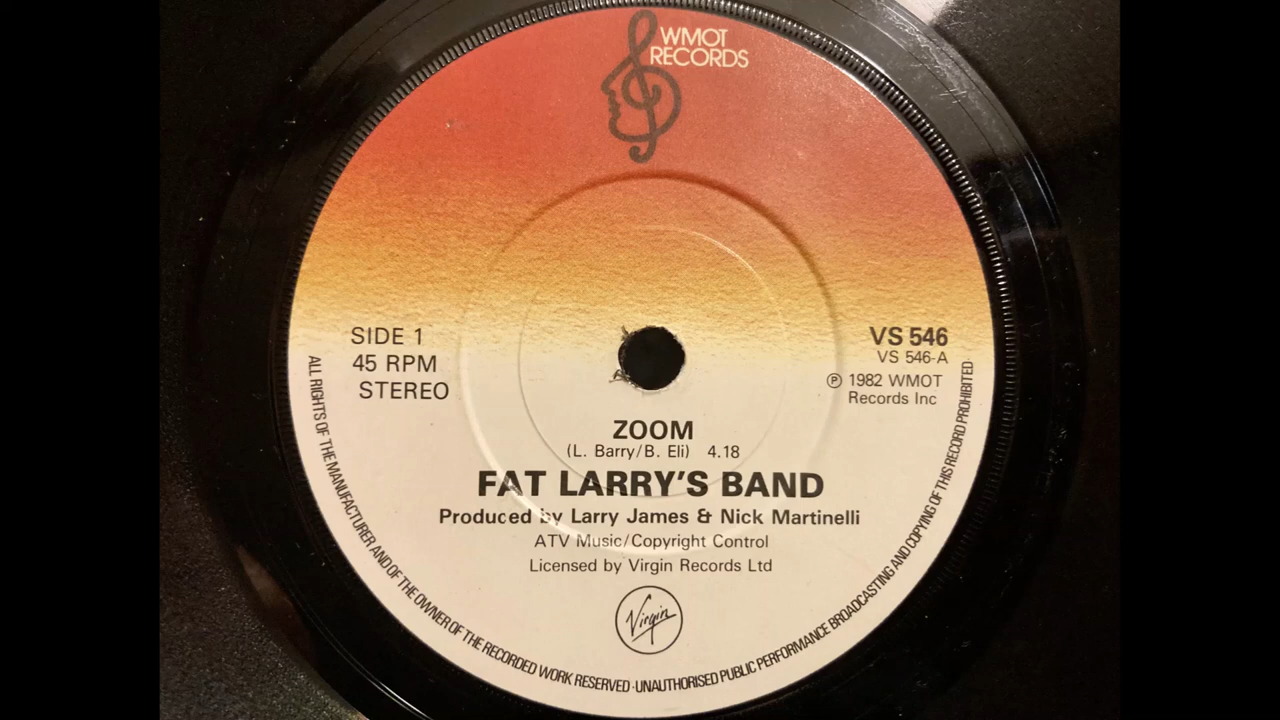 WMOT
RECORDS
SIDE 1
45 RPM
STEREO
VS 546
VS 546-A
℗ 1982 WMOT
Records Inc
ZOOM
(L. Barry/B. Eli) 4.18
FAT LARRY'S BAND
Produced by Larry James & Nick Martinelli
ATV Music/Copyright Control
Licensed by Virgin Records Ltd
Virgin
ALL RIGHTS OF THE MANUFACTURER AND OF THE OWNER OF THE RECORDED WORK RESERVED·UNAUTHORISED PUBLIC PERFORMANCE BROADCASTING AND COPYING OF THIS RECORD PROHIBITED·